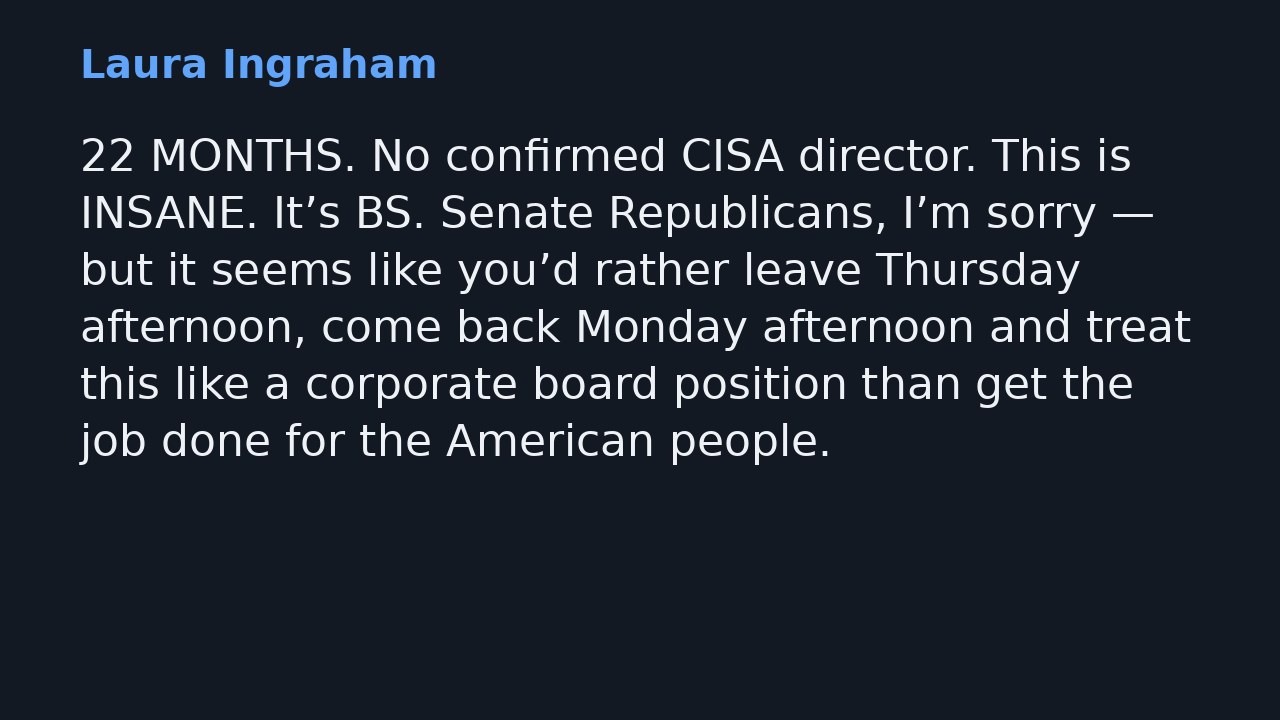 Laura Ingraham
22 MONTHS. No confirmed CISA director. This is
INSANE. It’s BS. Senate Republicans, I’m sorry —
but it seems like you’d rather leave Thursday
afternoon, come back Monday afternoon and treat
this like a corporate board position than get the
job done for the American people.